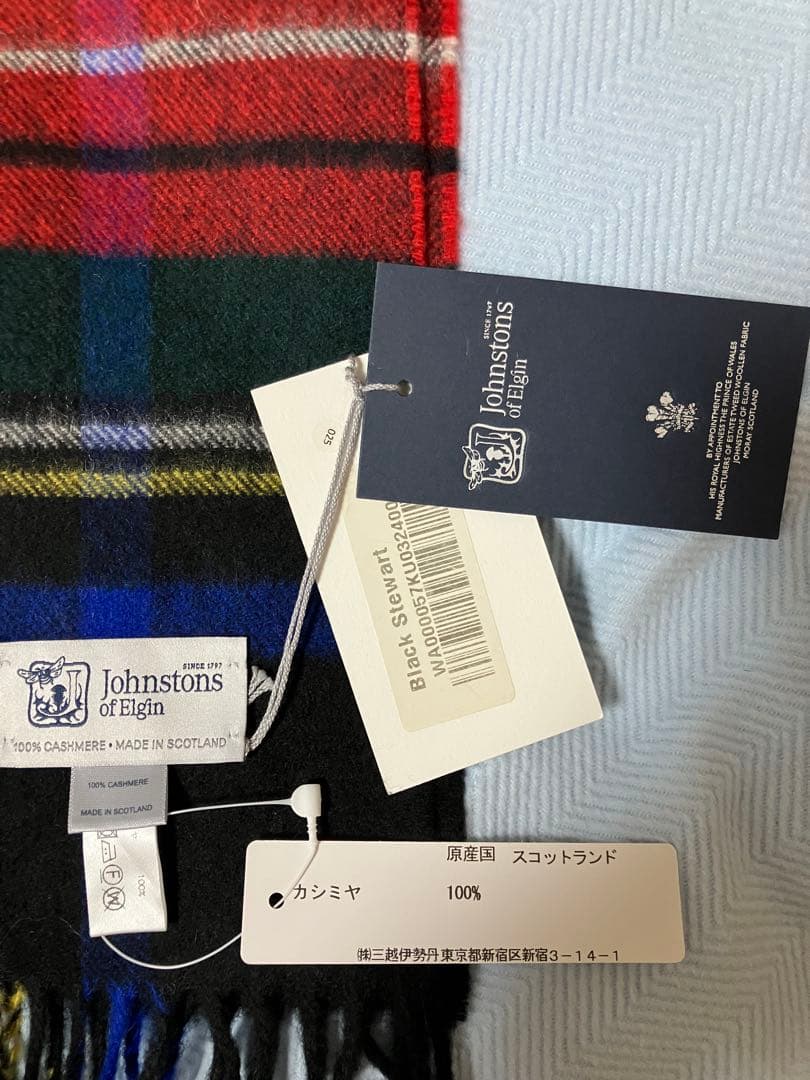 SINCE 1797
Johnstons
of Elgin
BY APPOINTMENT TO
HIS ROYAL HIGHNESS THE PRINCE OF WALES
MANUFACTURERS OF ESTATE TWEED WOOLLEN FABRIC
JOHNSTONS OF ELGIN
MORAY SCOTLAND
025
Black Stewart
WA000057KU032400
SINCE 1797
Johnstons
of Elgin
100% CASHMERE • MADE IN SCOTLAND
100% CASHMERE
MADE IN SCOTLAND
F
W
100%
原産国 スコットランド
カシミヤ 100%
㈱三越伊勢丹 東京都新宿区新宿3-14-1